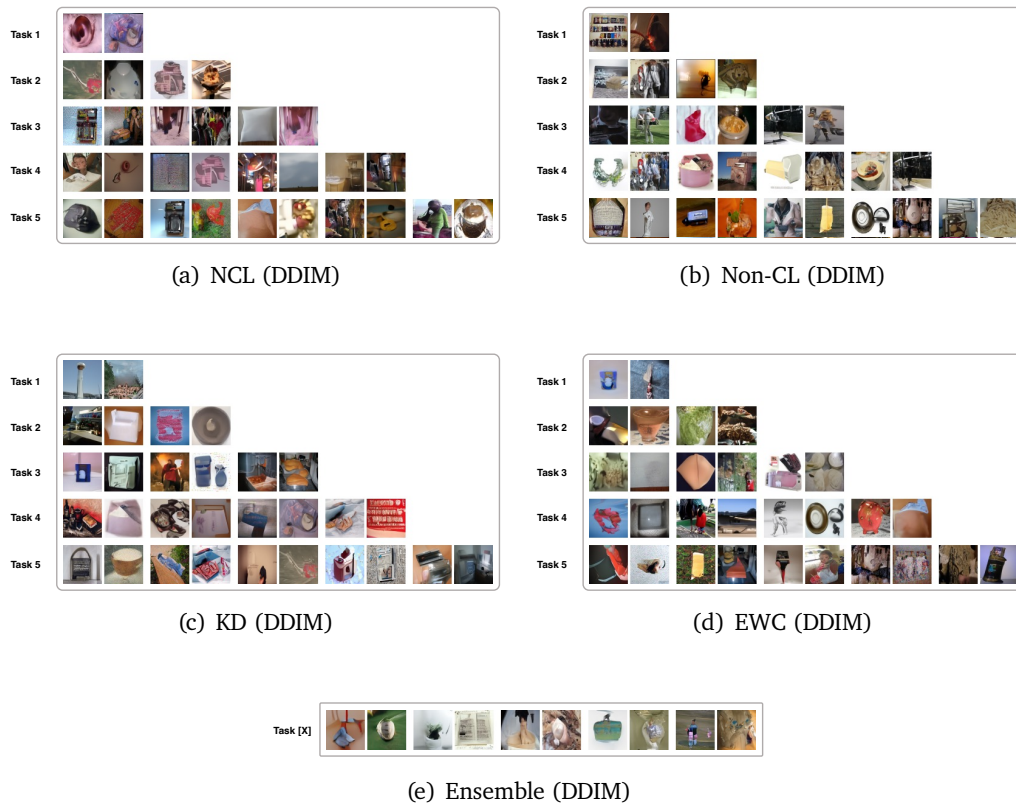 Task 1
Task 2
Task 3
Task 4
Task 5
(a) NCL (DDIM)
Task 1
Task 2
Task 3
Task 4
Task 5
(b) Non-CL (DDIM)
Task 1
Task 2
Task 3
Task 4
Task 5
(c) KD (DDIM)
Task 1
Task 2
Task 3
Task 4
Task 5
(d) EWC (DDIM)
Task [X]
(e) Ensemble (DDIM)